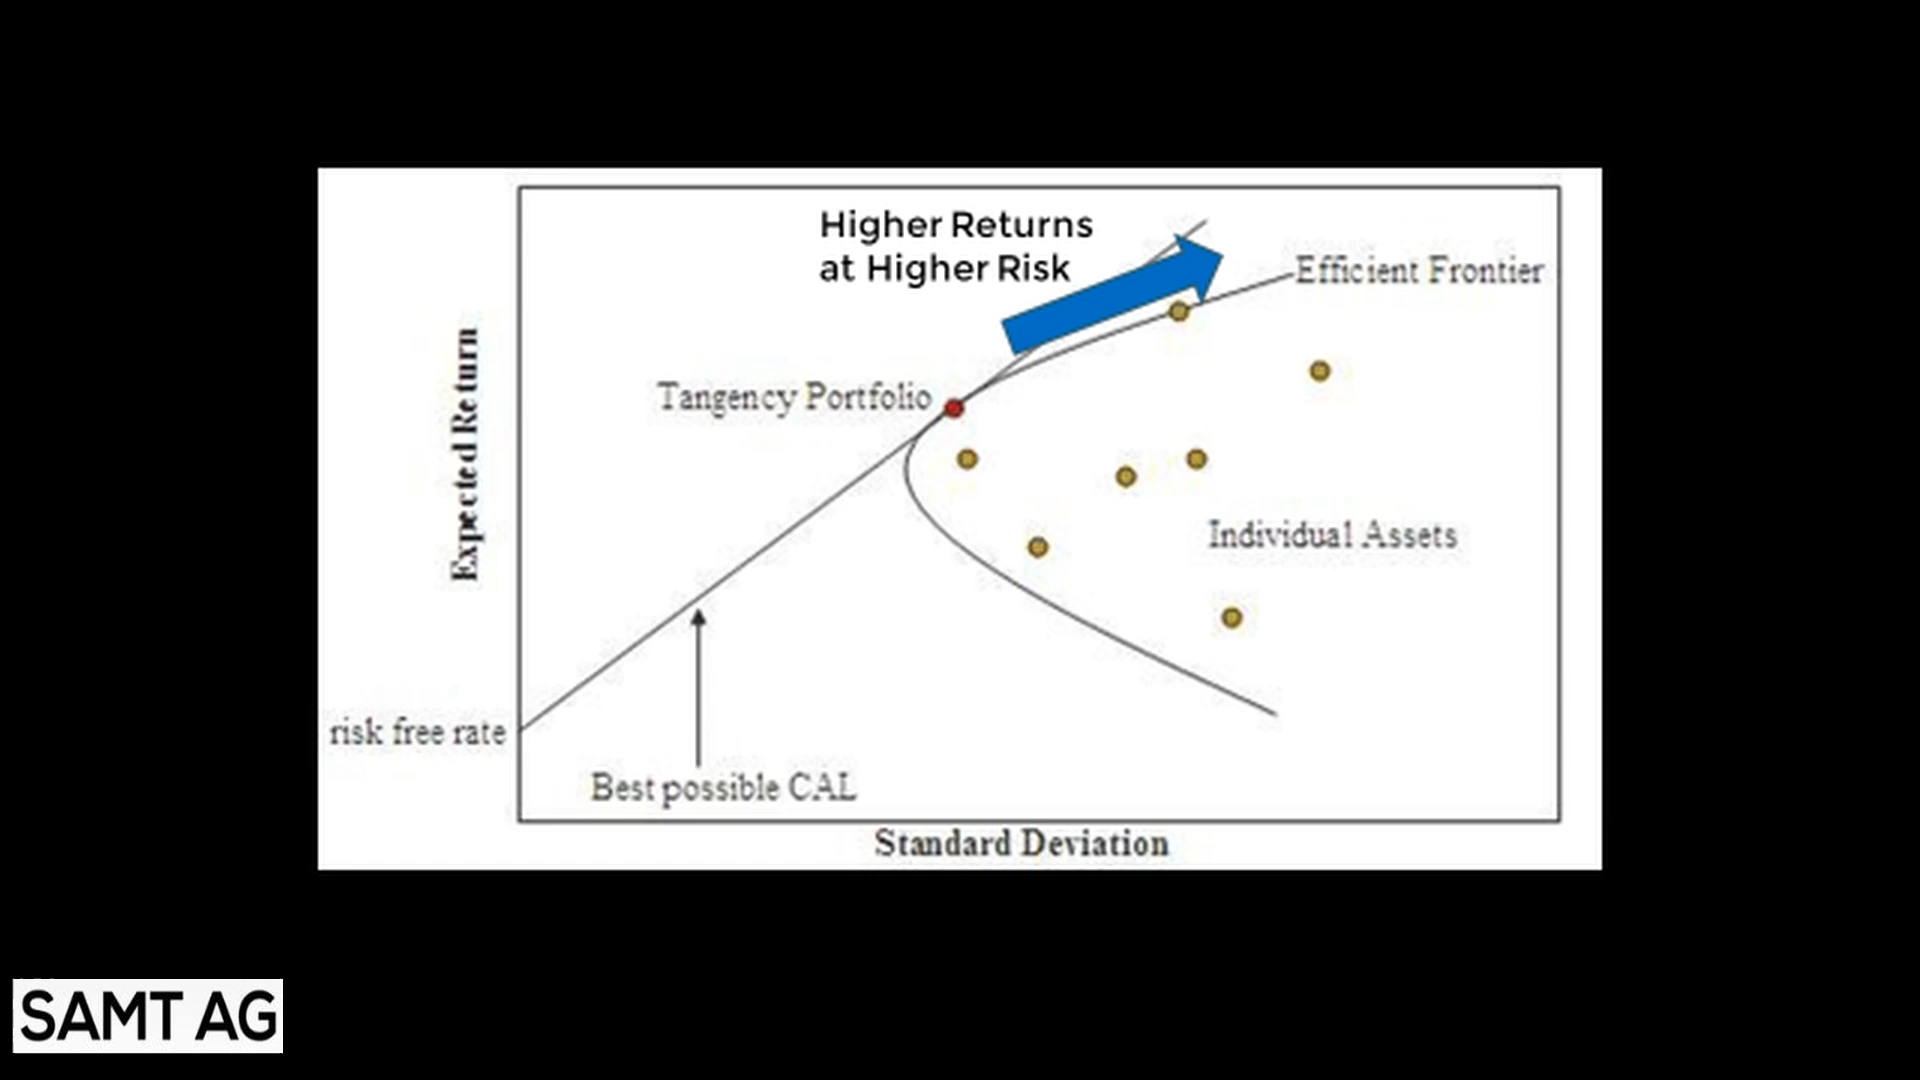 Higher Returns
at Higher Risk
Efficient Frontier
Expected Return
Tangency Portfolio
Individual Assets
risk free rate
Best possible CAL
Standard Deviation
SAMT AG